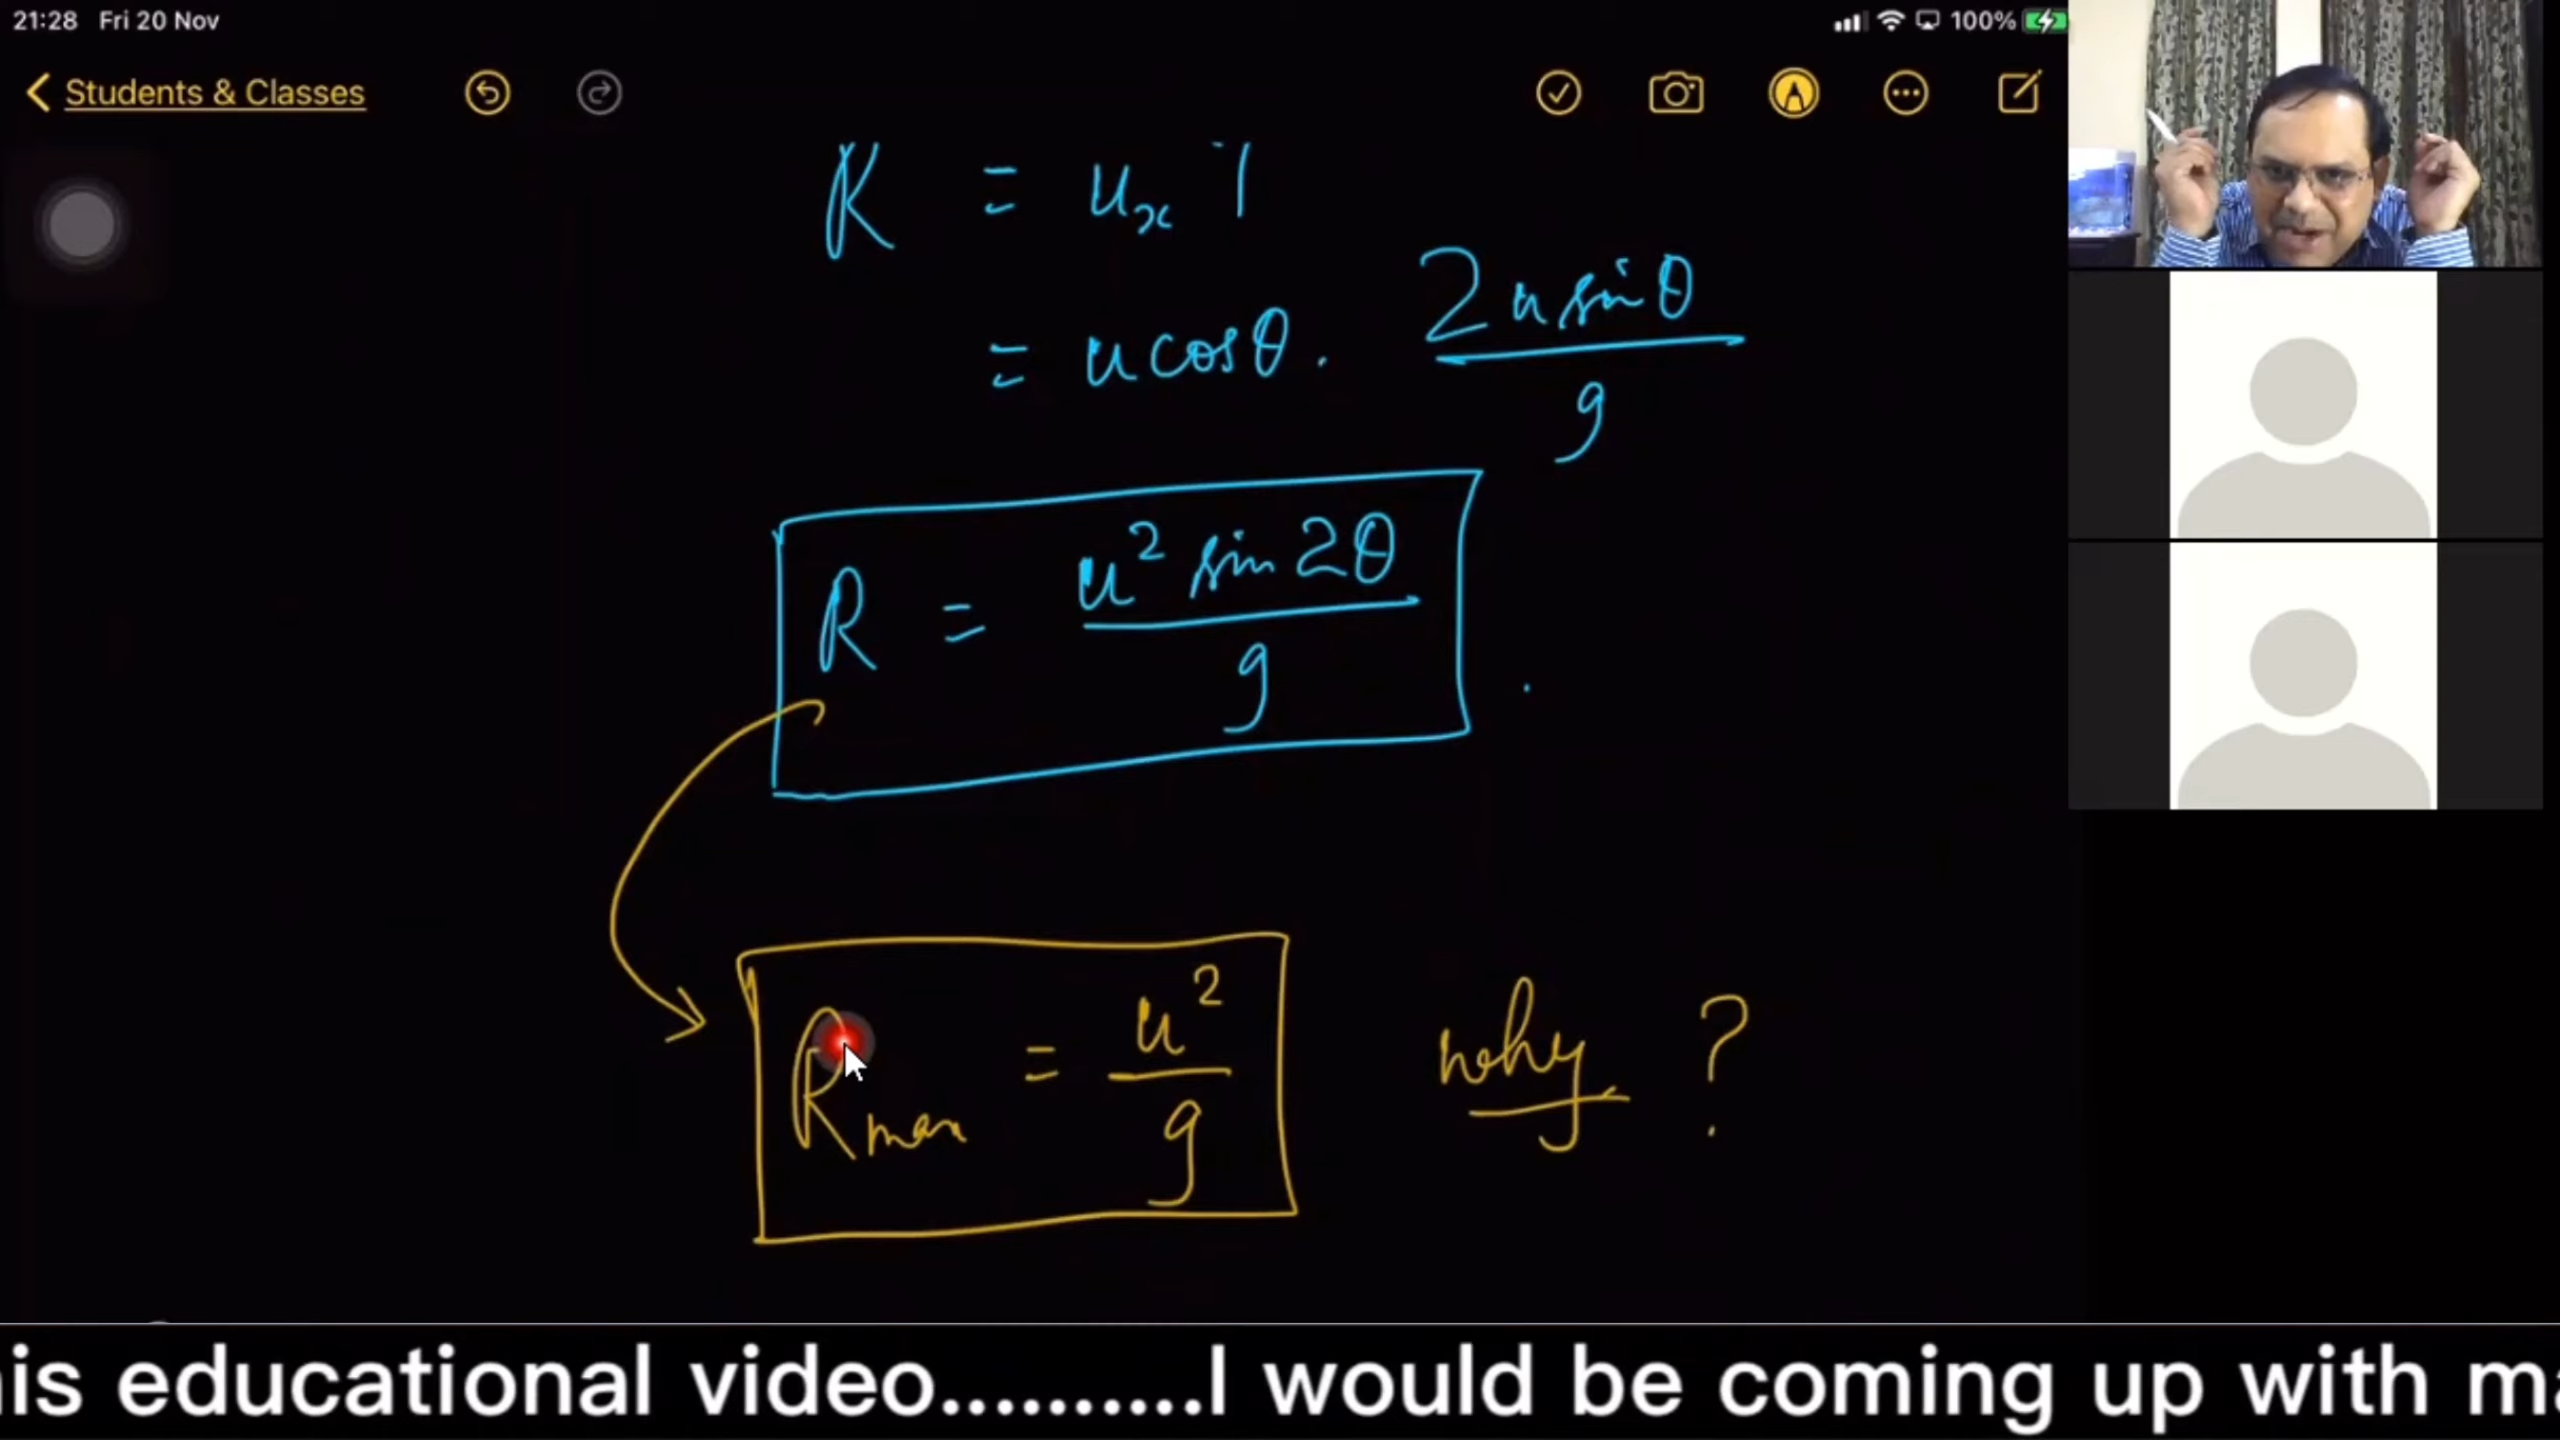 21:28 Fri 20 Nov 100%
Students & Classes
R = uₓ T
= u cosθ . 2u sinθ / g
R = u² sin 2θ / g .
Rmax = u² / g why ?
his educational video..........I would be coming up with ma